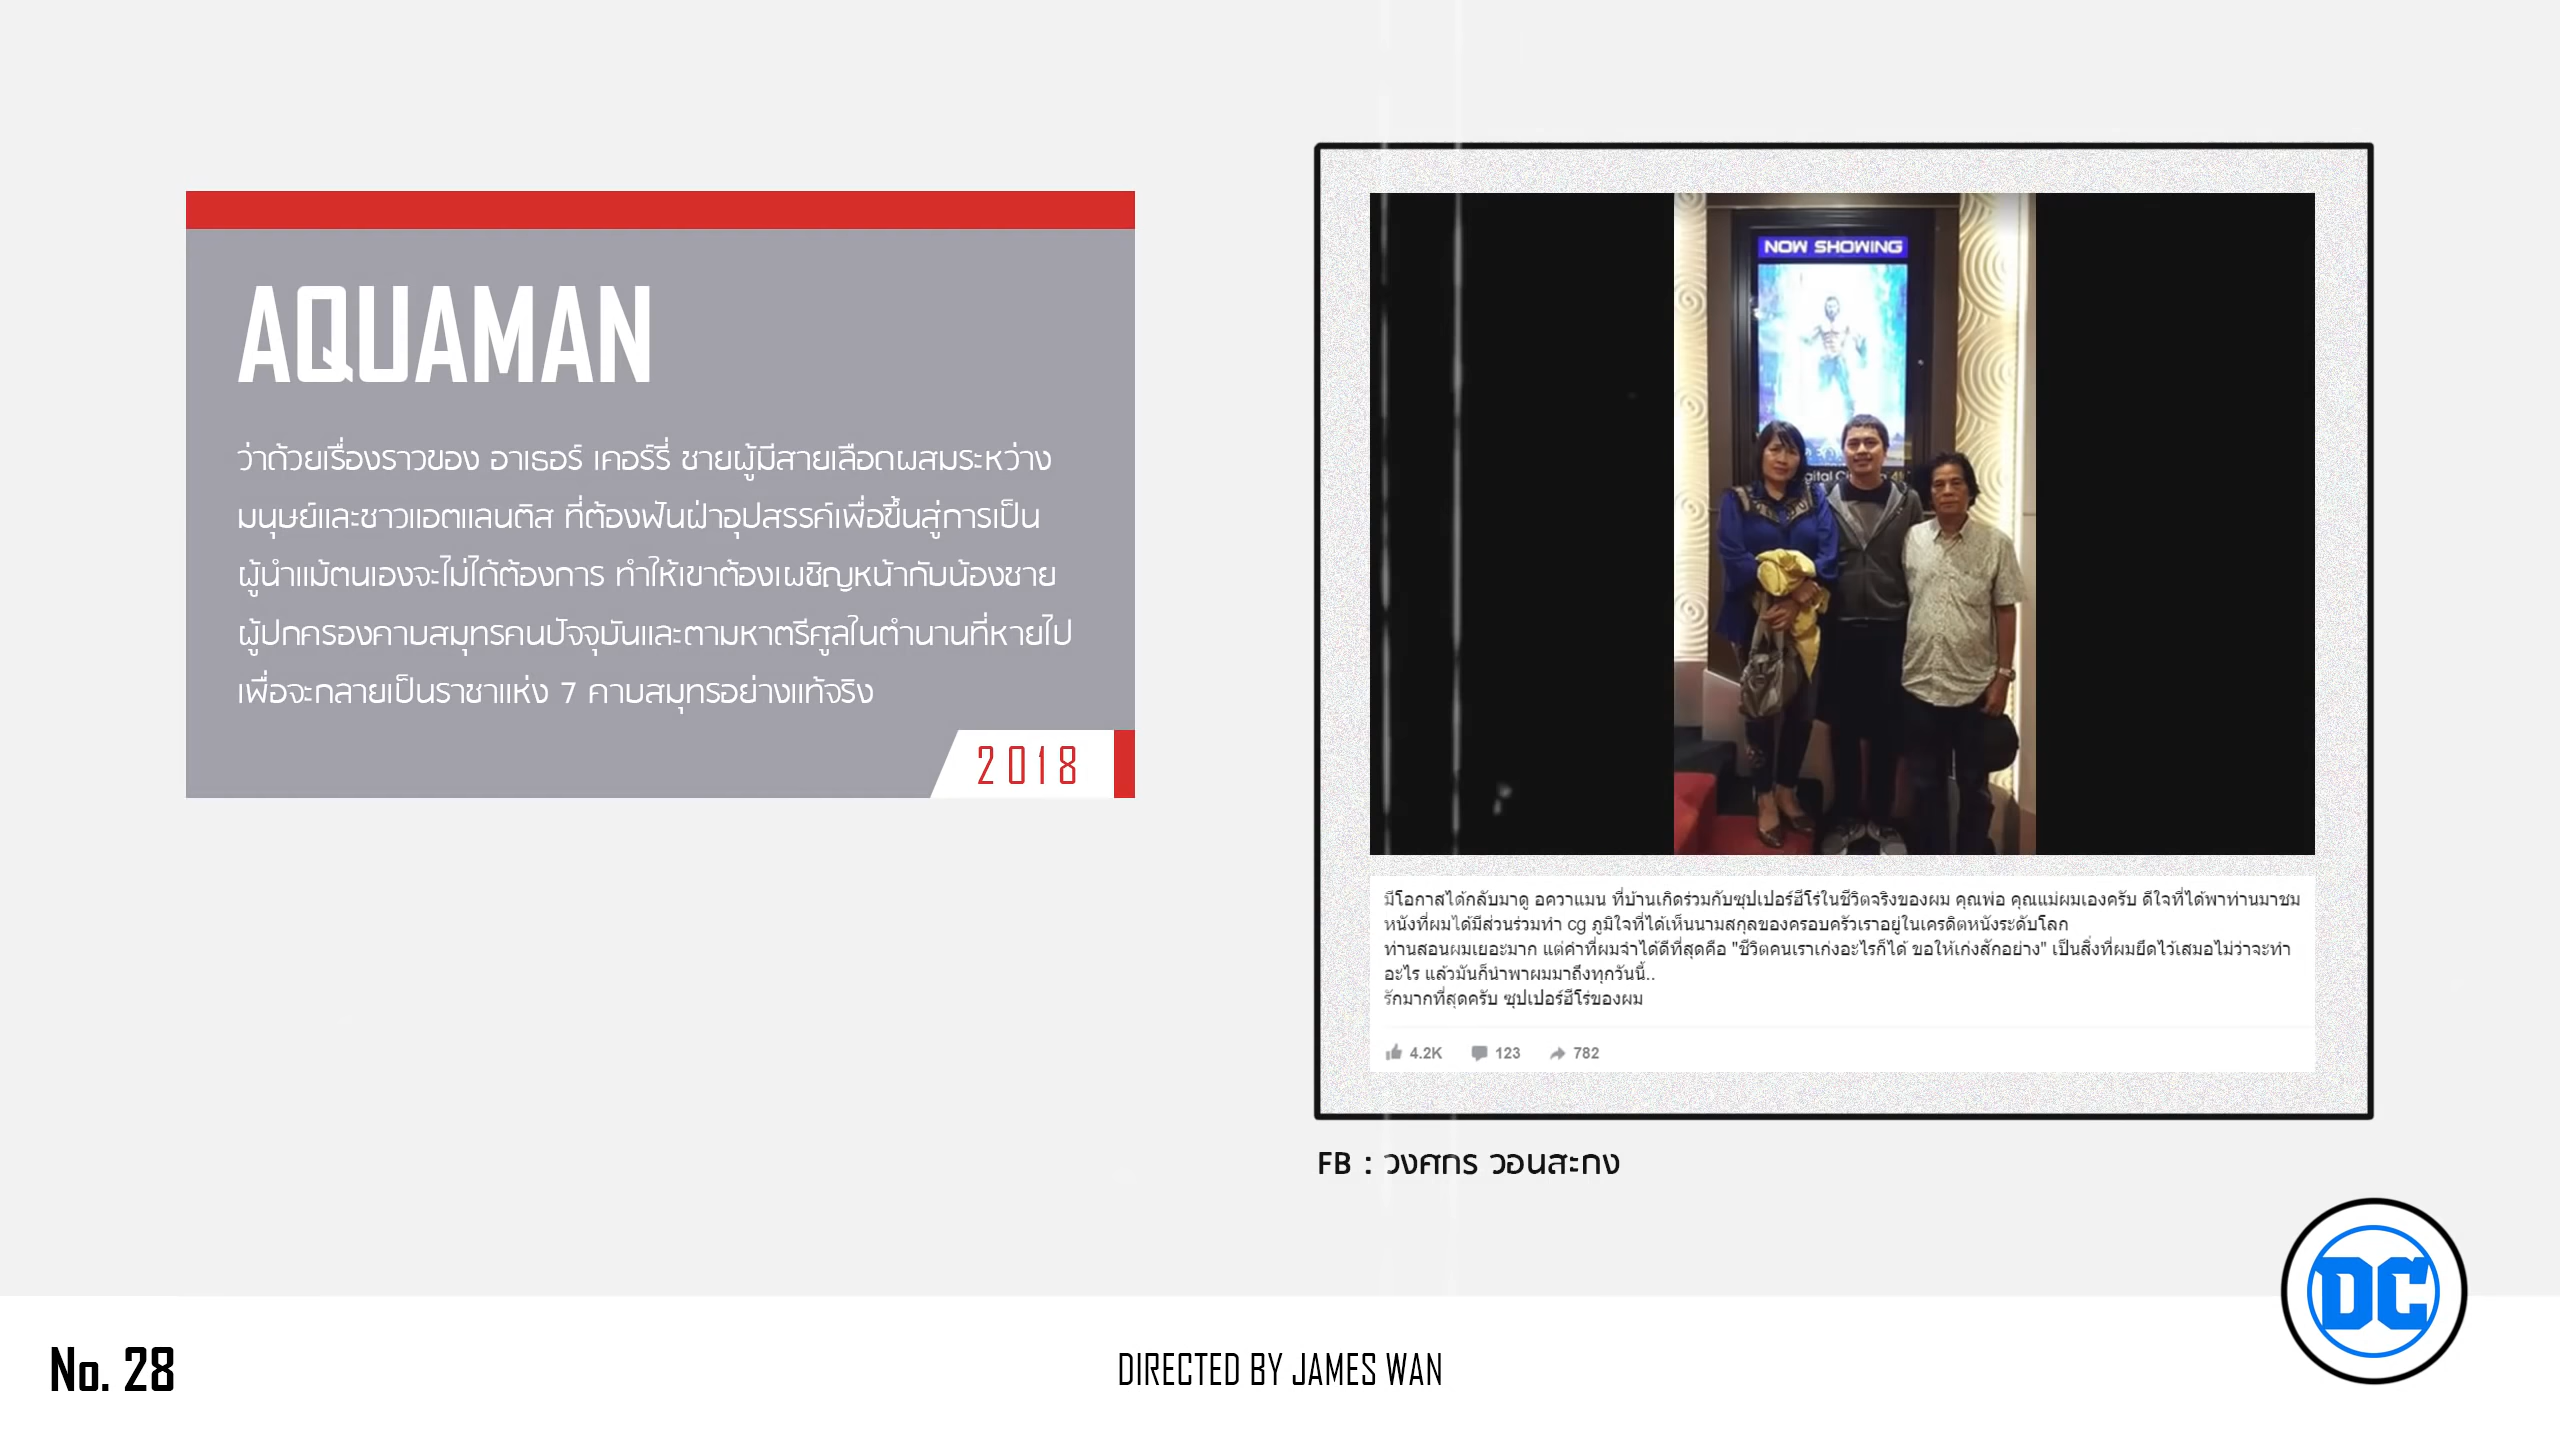 AQUAMAN
ว่าด้วยเรื่องราวของ อาเธอร์ เคอร์รี่ ชายผู้มีสายเลือดผสมระหว่าง
มนุษย์และชาวแอตแลนติส ที่ต้องฟันฝ่าอุปสรรค์เพื่อขึ้นสู่การเป็น
ผู้นำแม้ตนเองจะไม่ได้ต้องการ ทำให้เขาต้องเผชิญหน้ากับน้องชาย
ผู้ปกครองคาบสมุทรคนปัจจุบันและตามหาตรีศูลในตำนานที่หายไป
เพื่อจะกลายเป็นราชาแห่ง 7 คาบสมุทรอย่างแท้จริง
2018
NOW SHOWING
มีโอกาสได้กลับมาดู อควาแมน ที่บ้านเกิดร่วมกับซุปเปอร์ฮีโร่ในชีวิตจริงของผม คุณพ่อ คุณแม่ผมเองครับ ดีใจที่ได้พาท่านมาชม
หนังที่ผมได้มีส่วนร่วมทำ cg ภูมิใจที่ได้เห็นนามสกุลของครอบครัวเราอยู่ในเครดิตหนังระดับโลก
ท่านสอนผมเยอะมาก แต่คำที่ผมจำได้ดีที่สุดคือ "ชีวิตคนเราเก่งอะไรก็ได้ ขอให้เก่งสักอย่าง" เป็นสิ่งที่ผมยึดไว้เสมอไม่ว่าจะทำ
อะไร แล้วมันก็นำพาผมมาถึงทุกวันนี้..
รักมากที่สุดครับ ซุปเปอร์ฮีโร่ของผม
4.2K 123 782
FB : วงศกร วอนสะกง
DC
No. 28
DIRECTED BY JAMES WAN